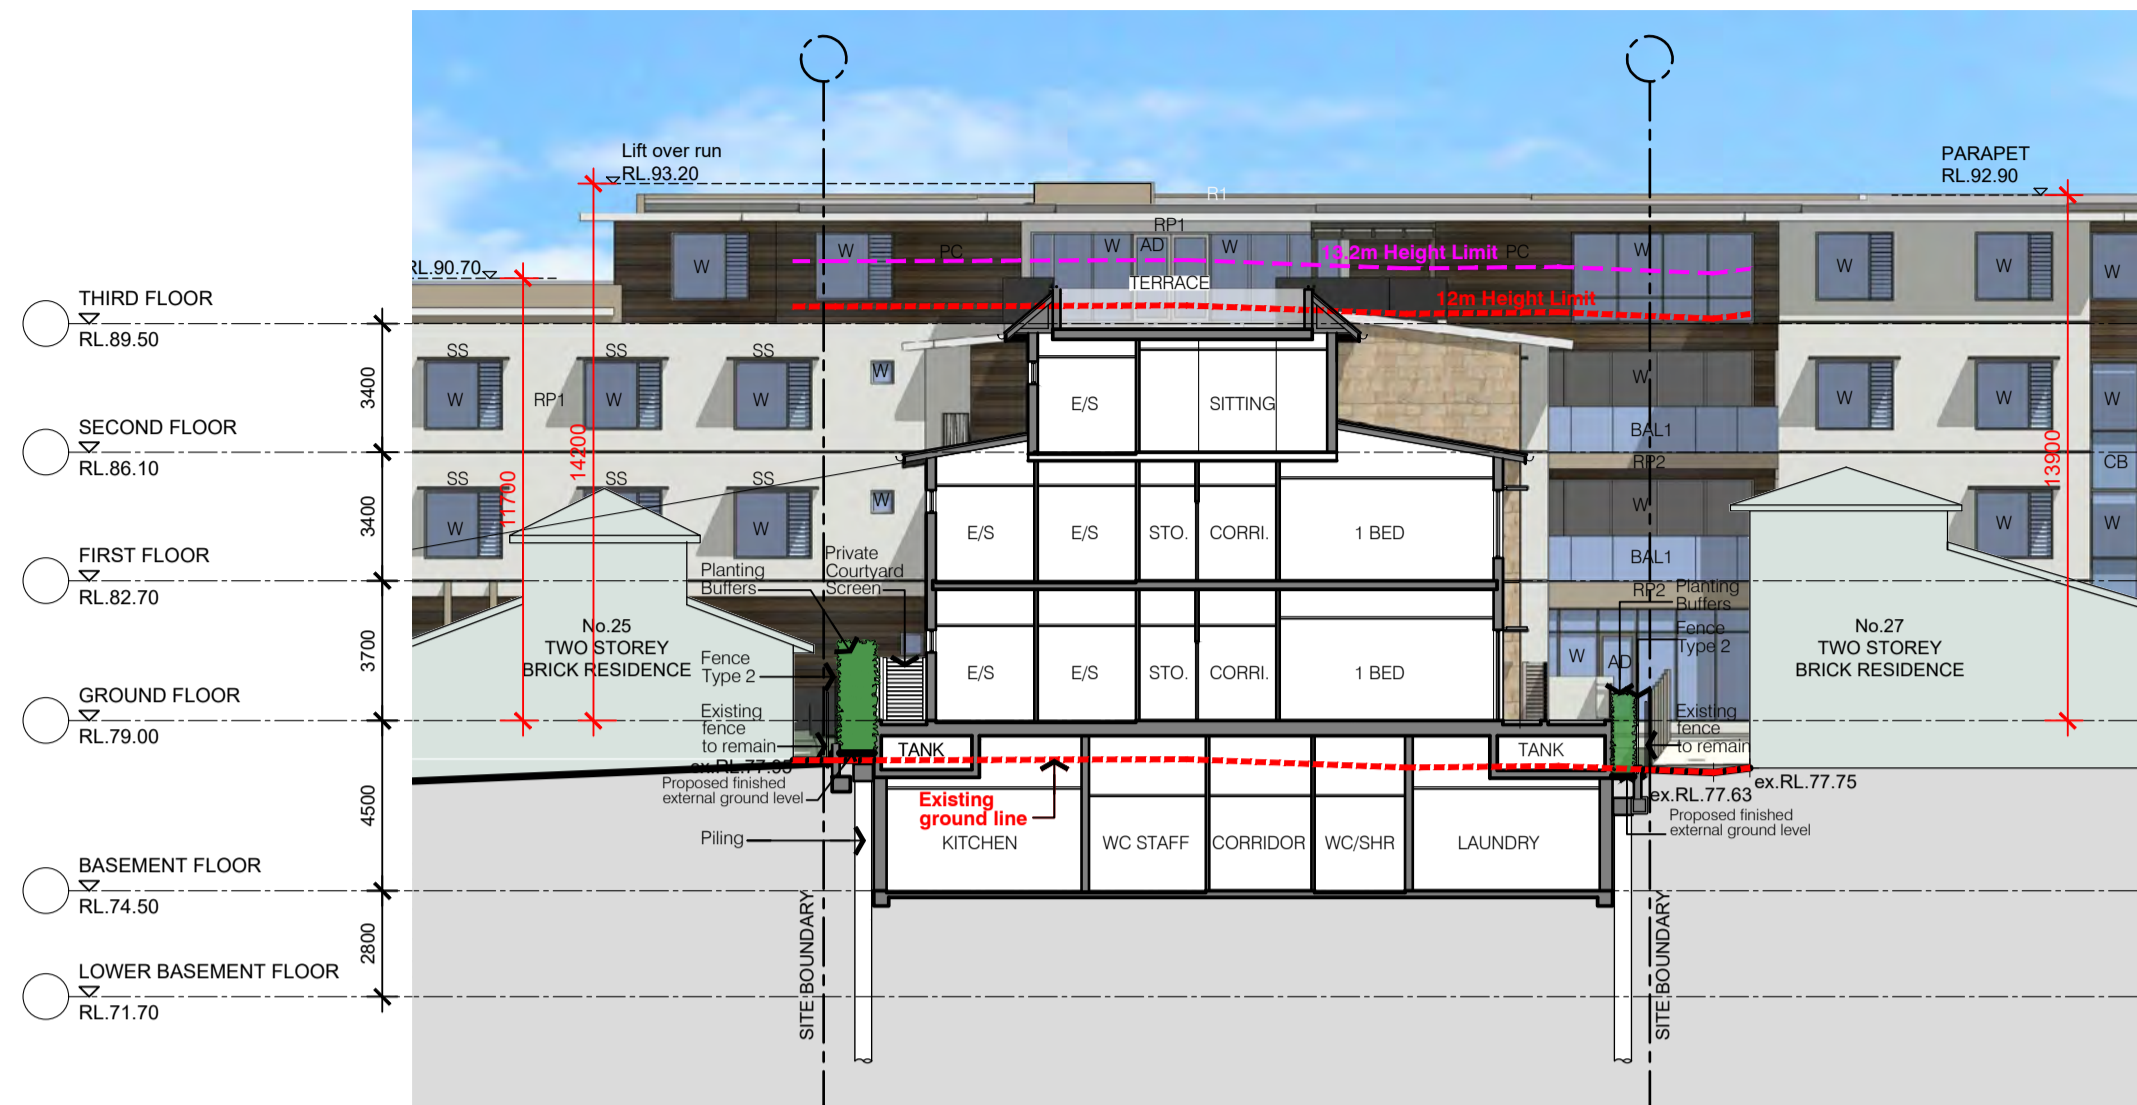 Lift over run
RL.93.20
PARAPET
RL.92.90
R1
RP1
W
W
PC
W
AD
W
13.2m Height Limit
PC
W
W
W
W
RL.90.70
TERRACE
12m Height Limit
THIRD FLOOR
RL.89.50
SS
SS
SS
W
W
RP1
W
W
E/S
SITTING
W
W
W
W
3400
SECOND FLOOR
RL.86.10
14200
11700
13900
BAL1
RP2
CB
SS
SS
SS
W
W
W
W
W
W
3400
E/S
E/S
STO.
CORRI.
1 BED
FIRST FLOOR
RL.82.70
Private
Courtyard
Screen
Planting
Buffers
BAL1
RP2
Planting
Buffers
No.25
TWO STOREY
BRICK RESIDENCE
Fence
Type 2
Fence
Type 2
No.27
TWO STOREY
BRICK RESIDENCE
3700
E/S
E/S
STO.
CORRI.
1 BED
W
AD
GROUND FLOOR
RL.79.00
Existing
fence
to remain
Existing
fence
to remain
TANK
TANK
ex.RL.77.95
Proposed finished
external ground level
ex.RL.77.75
ex.RL.77.63
Proposed finished
external ground level
Existing
ground line
4500
Piling
KITCHEN
WC STAFF
CORRIDOR
WC/SHR
LAUNDRY
BASEMENT FLOOR
RL.74.50
SITE BOUNDARY
SITE BOUNDARY
2800
LOWER BASEMENT FLOOR
RL.71.70